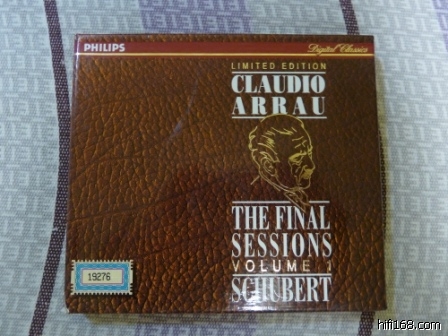 PHILIPS
Digital Classics
LIMITED EDITION
CLAUDIO
ARRAU
THE FINAL
SESSIONS
VOLUME 1
SCHUBERT
19276
hifi168.com